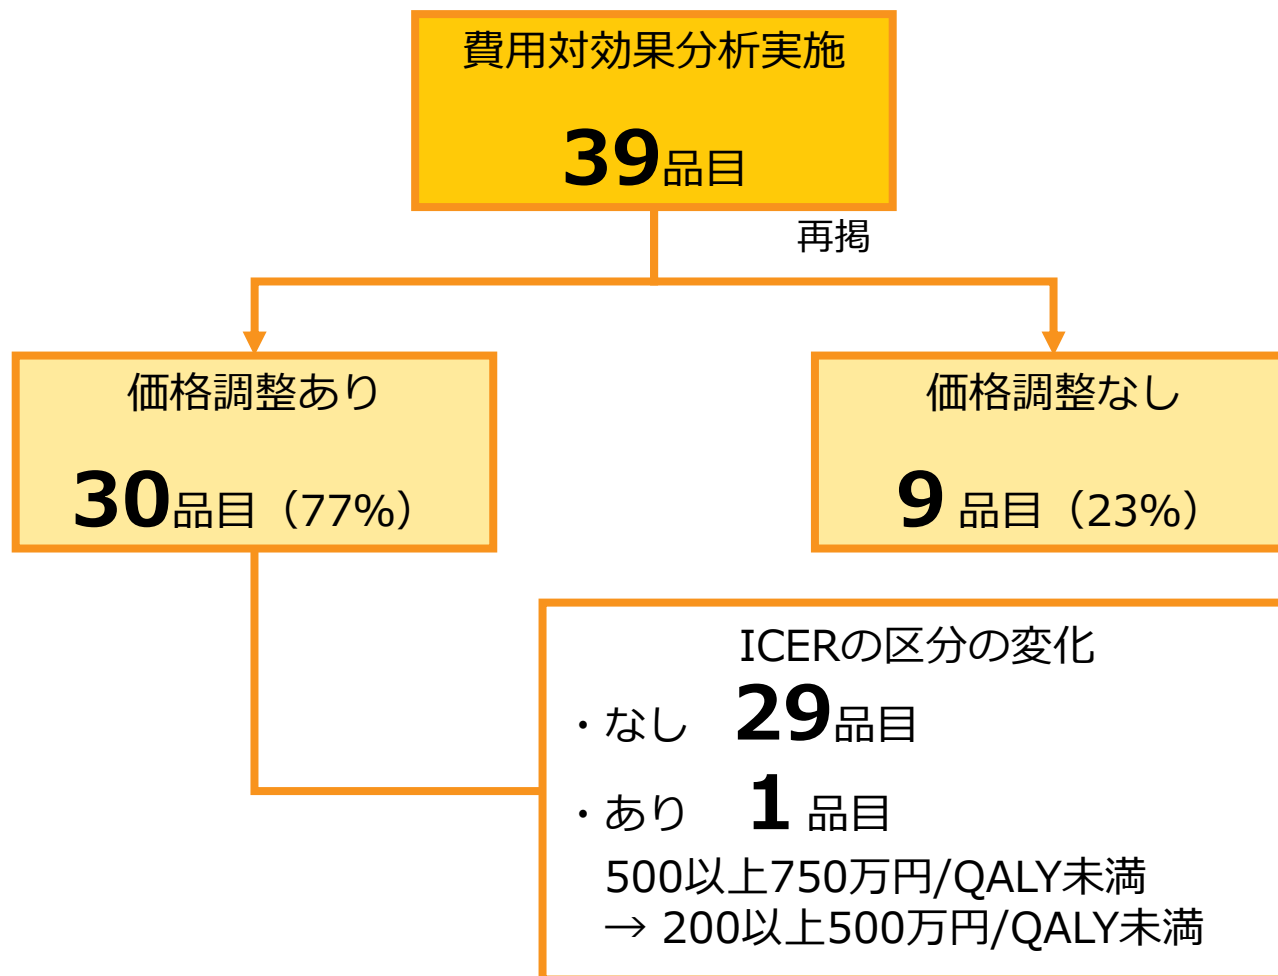 費用対効果分析実施
39品目
再掲
価格調整あり
30品目（77%）
価格調整なし
9 品目（23%）
ICERの区分の変化
・なし 29品目
・あり 1 品目
500以上750万円/QALY未満
→ 200以上500万円/QALY未満